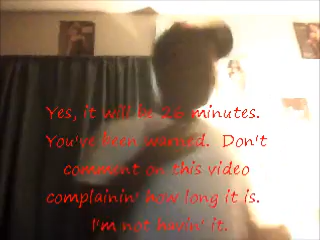 Yes, it will be 26 minutes.
You've been warned.  Don't
comment on this video
complainin' how long it is.
I'm not havin' it.